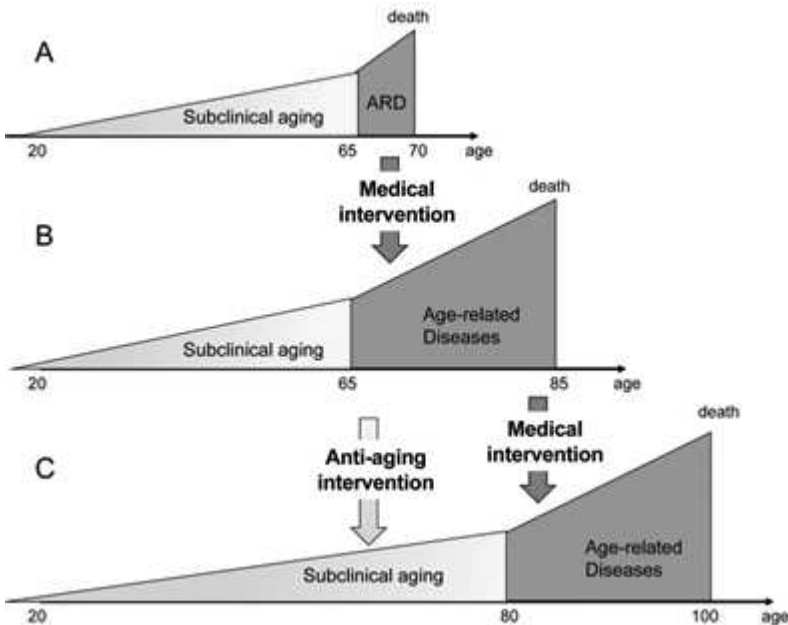 death
A
ARD
Subclinical aging
20
65
70
age
Medical
intervention
death
B
Age-related
Diseases
Subclinical aging
20
65
85
age
Anti-aging
intervention
Medical
intervention
death
C
Age-related
Diseases
Subclinical aging
20
80
100
age